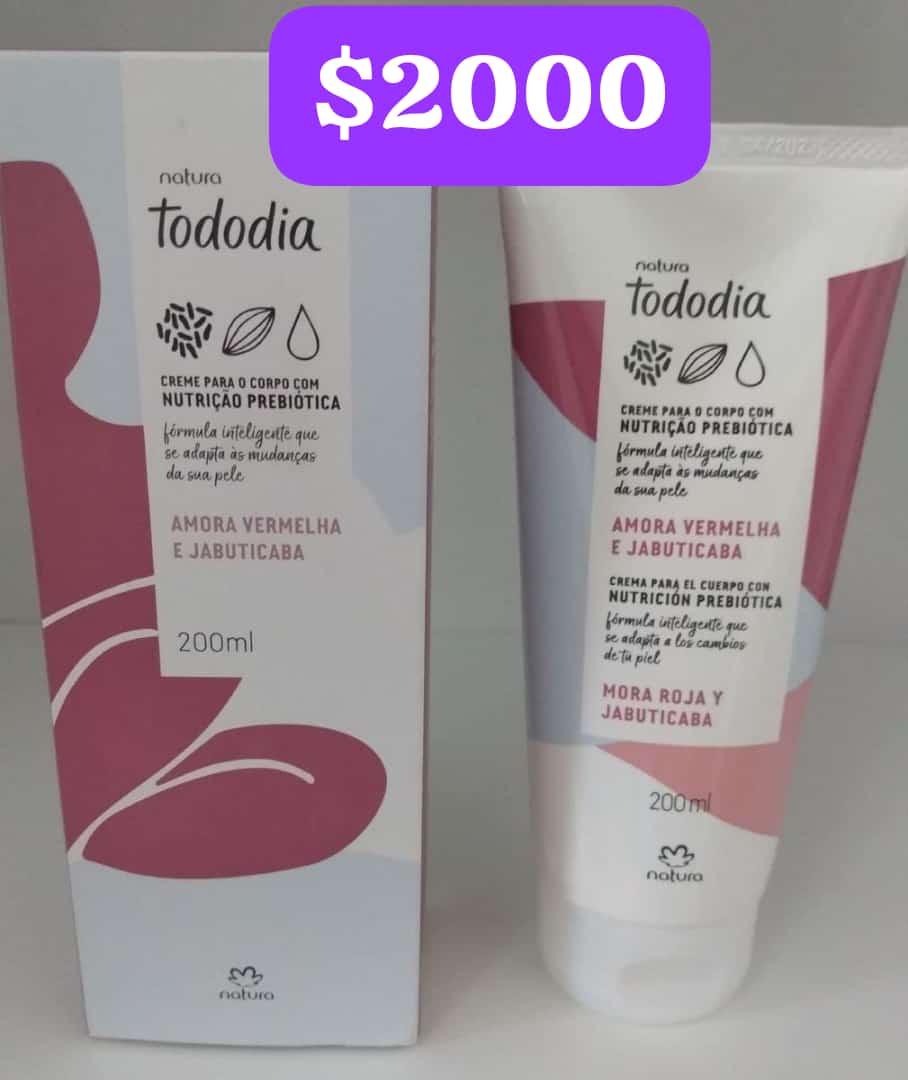 $2000
natura
tododia
CREME PARA O CORPO COM
NUTRIÇÃO PREBIÓTICA
fórmula inteligente que
se adapta às mudanças
da sua pele
AMORA VERMELHA
E JABUTICABA
200ml
natura
natura
tododia
CREME PARA O CORPO COM
NUTRIÇÃO PREBIÓTICA
fórmula inteligente que
se adapta às mudanças
da sua pele
AMORA VERMELHA
E JABUTICABA
CREMA PARA EL CUERPO CON
NUTRICIÓN PREBIÓTICA
fórmula inteligente que
se adapta a los cambios
de tu piel
MORA ROJA Y
JABUTICABA
200ml
natura